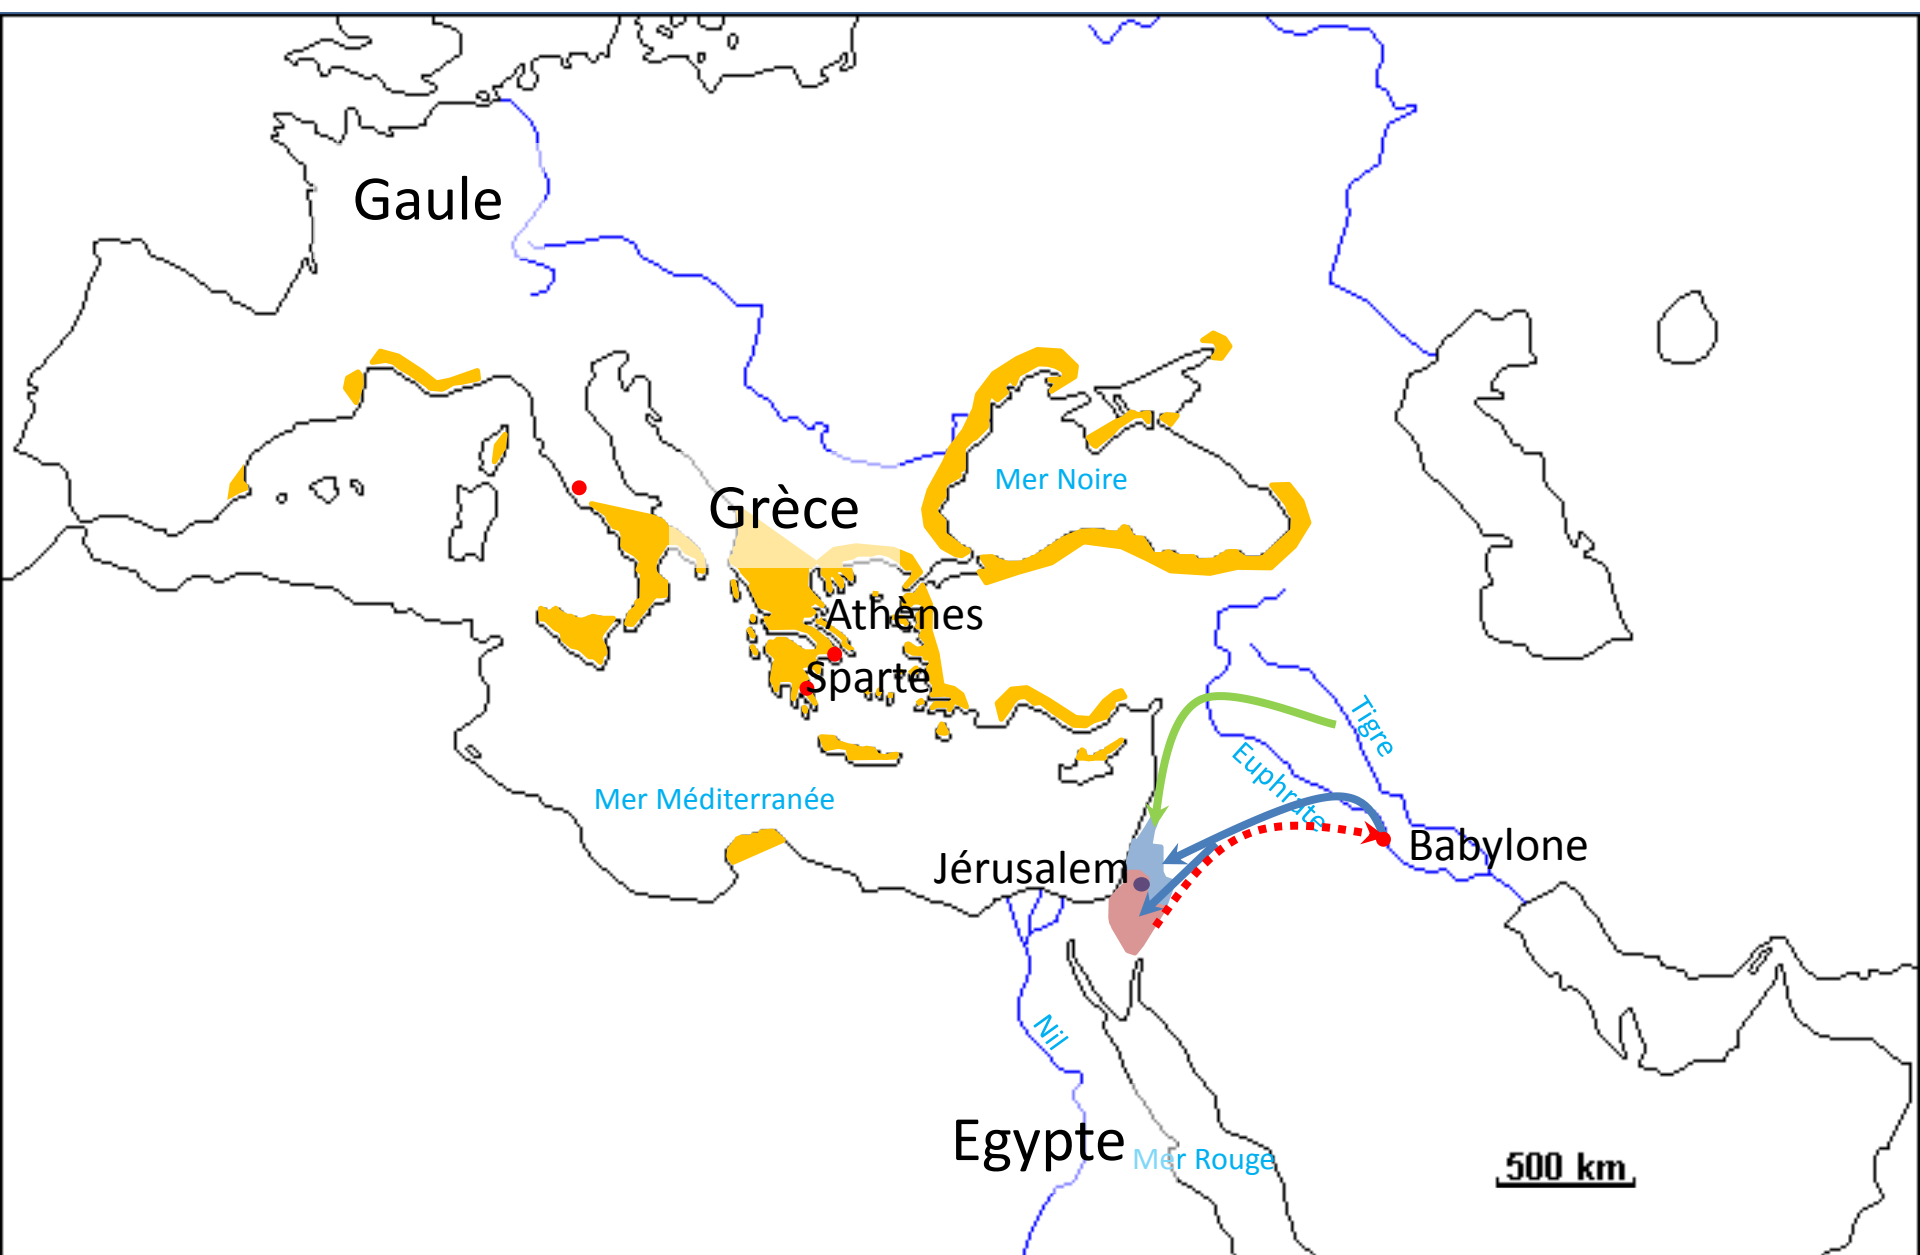 Gaule
Mer Noire
Grèce
Athènes
Sparte
Tigre
Euphrate
Mer Méditerranée
Babylone
Jérusalem
Nil
Egypte
Mer Rouge
500 km